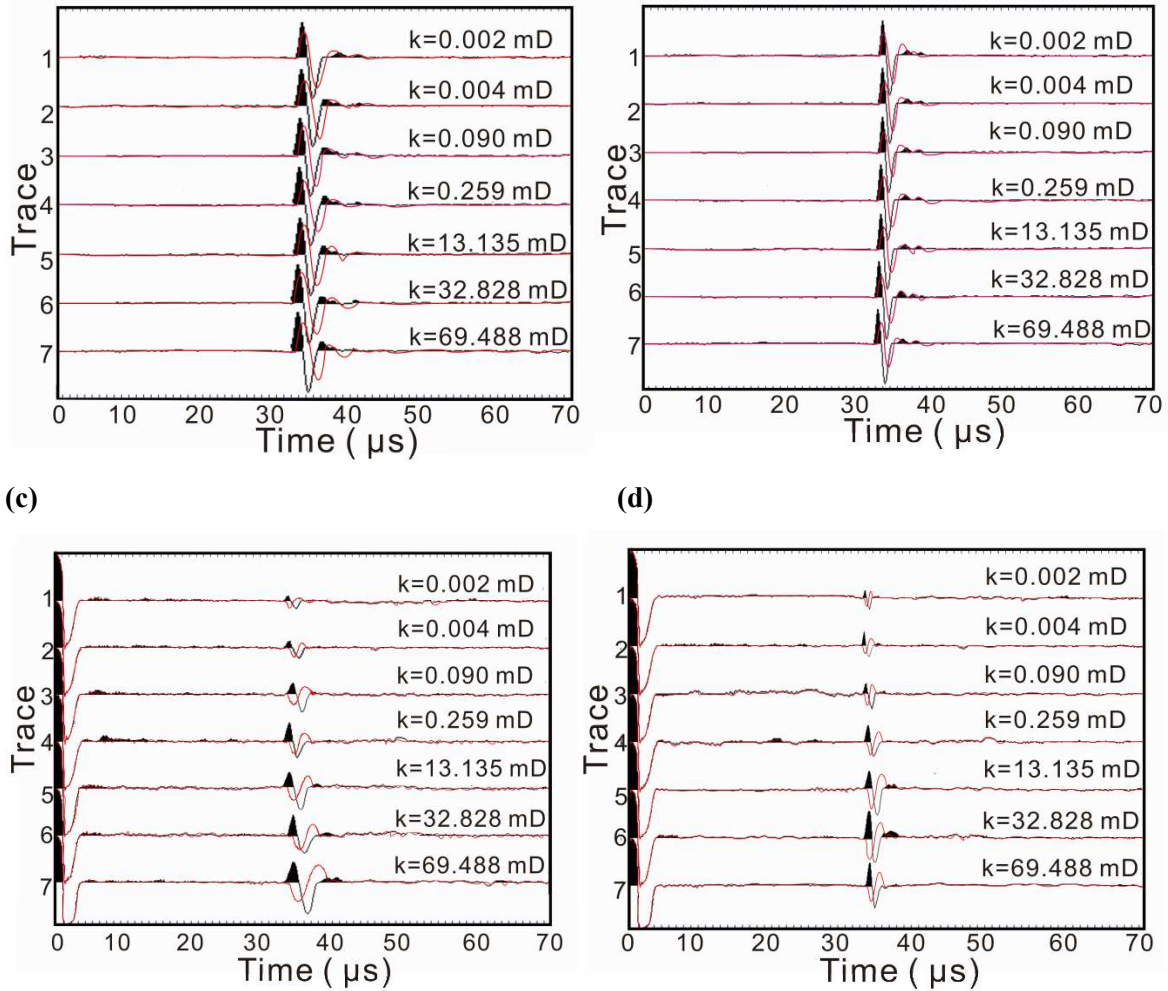 Trace
1 k=0.002 mD
2 k=0.004 mD
3 k=0.090 mD
4 k=0.259 mD
5 k=13.135 mD
6 k=32.828 mD
7 k=69.488 mD
0 10 20 30 40 50 60 70
Time ( μs)
Trace
1 k=0.002 mD
2 k=0.004 mD
3 k=0.090 mD
4 k=0.259 mD
5 k=13.135 mD
6 k=32.828 mD
7 k=69.488 mD
0 10 20 30 40 50 60 70
Time ( μs)
(c)
(d)
Trace
1 k=0.002 mD
2 k=0.004 mD
3 k=0.090 mD
4 k=0.259 mD
5 k=13.135 mD
6 k=32.828 mD
7 k=69.488 mD
0 10 20 30 40 50 60 70
Time ( μs)
Trace
1 k=0.002 mD
2 k=0.004 mD
3 k=0.090 mD
4 k=0.259 mD
5 k=13.135 mD
6 k=32.828 mD
7 k=69.488 mD
0 10 20 30 40 50 60 70
Time ( μs)